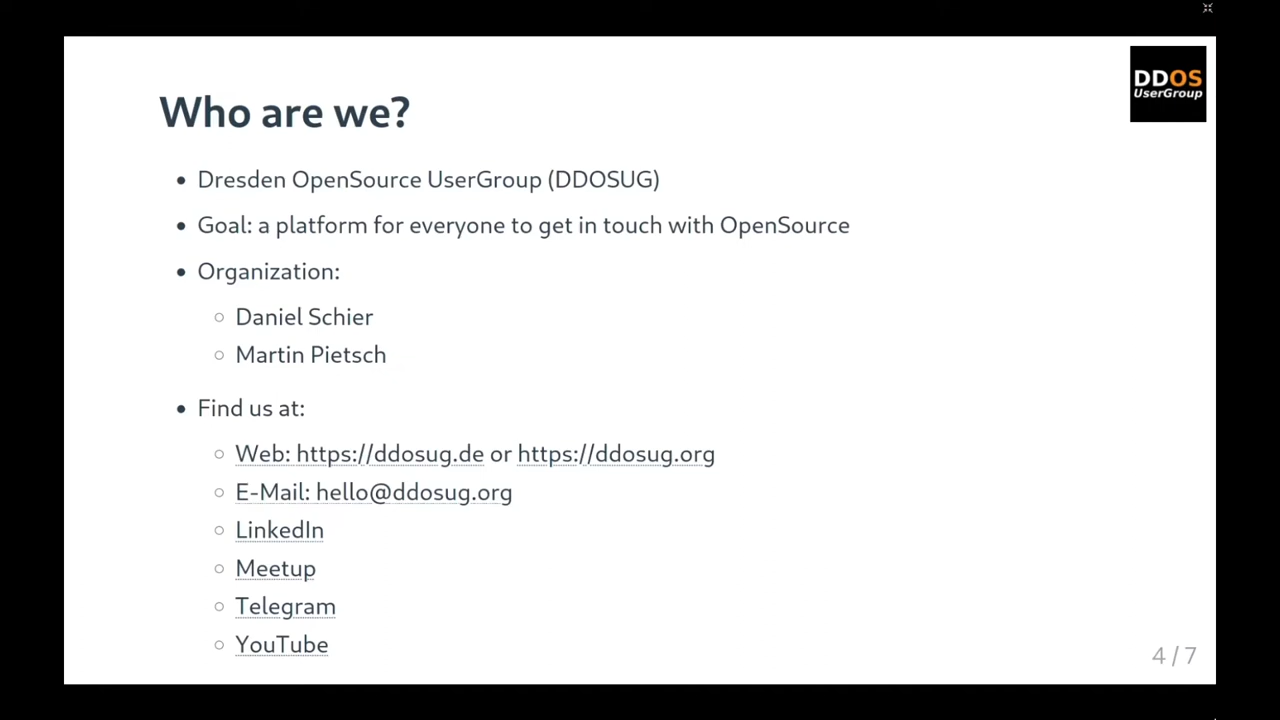 DDOS
UserGroup
Who are we?
• Dresden OpenSource UserGroup (DDOSUG)
• Goal: a platform for everyone to get in touch with OpenSource
• Organization:
○ Daniel Schier
○ Martin Pietsch
• Find us at:
○ Web: https://ddosug.de or https://ddosug.org
○ E-Mail: hello@ddosug.org
○ LinkedIn
○ Meetup
○ Telegram
○ YouTube
4 / 7